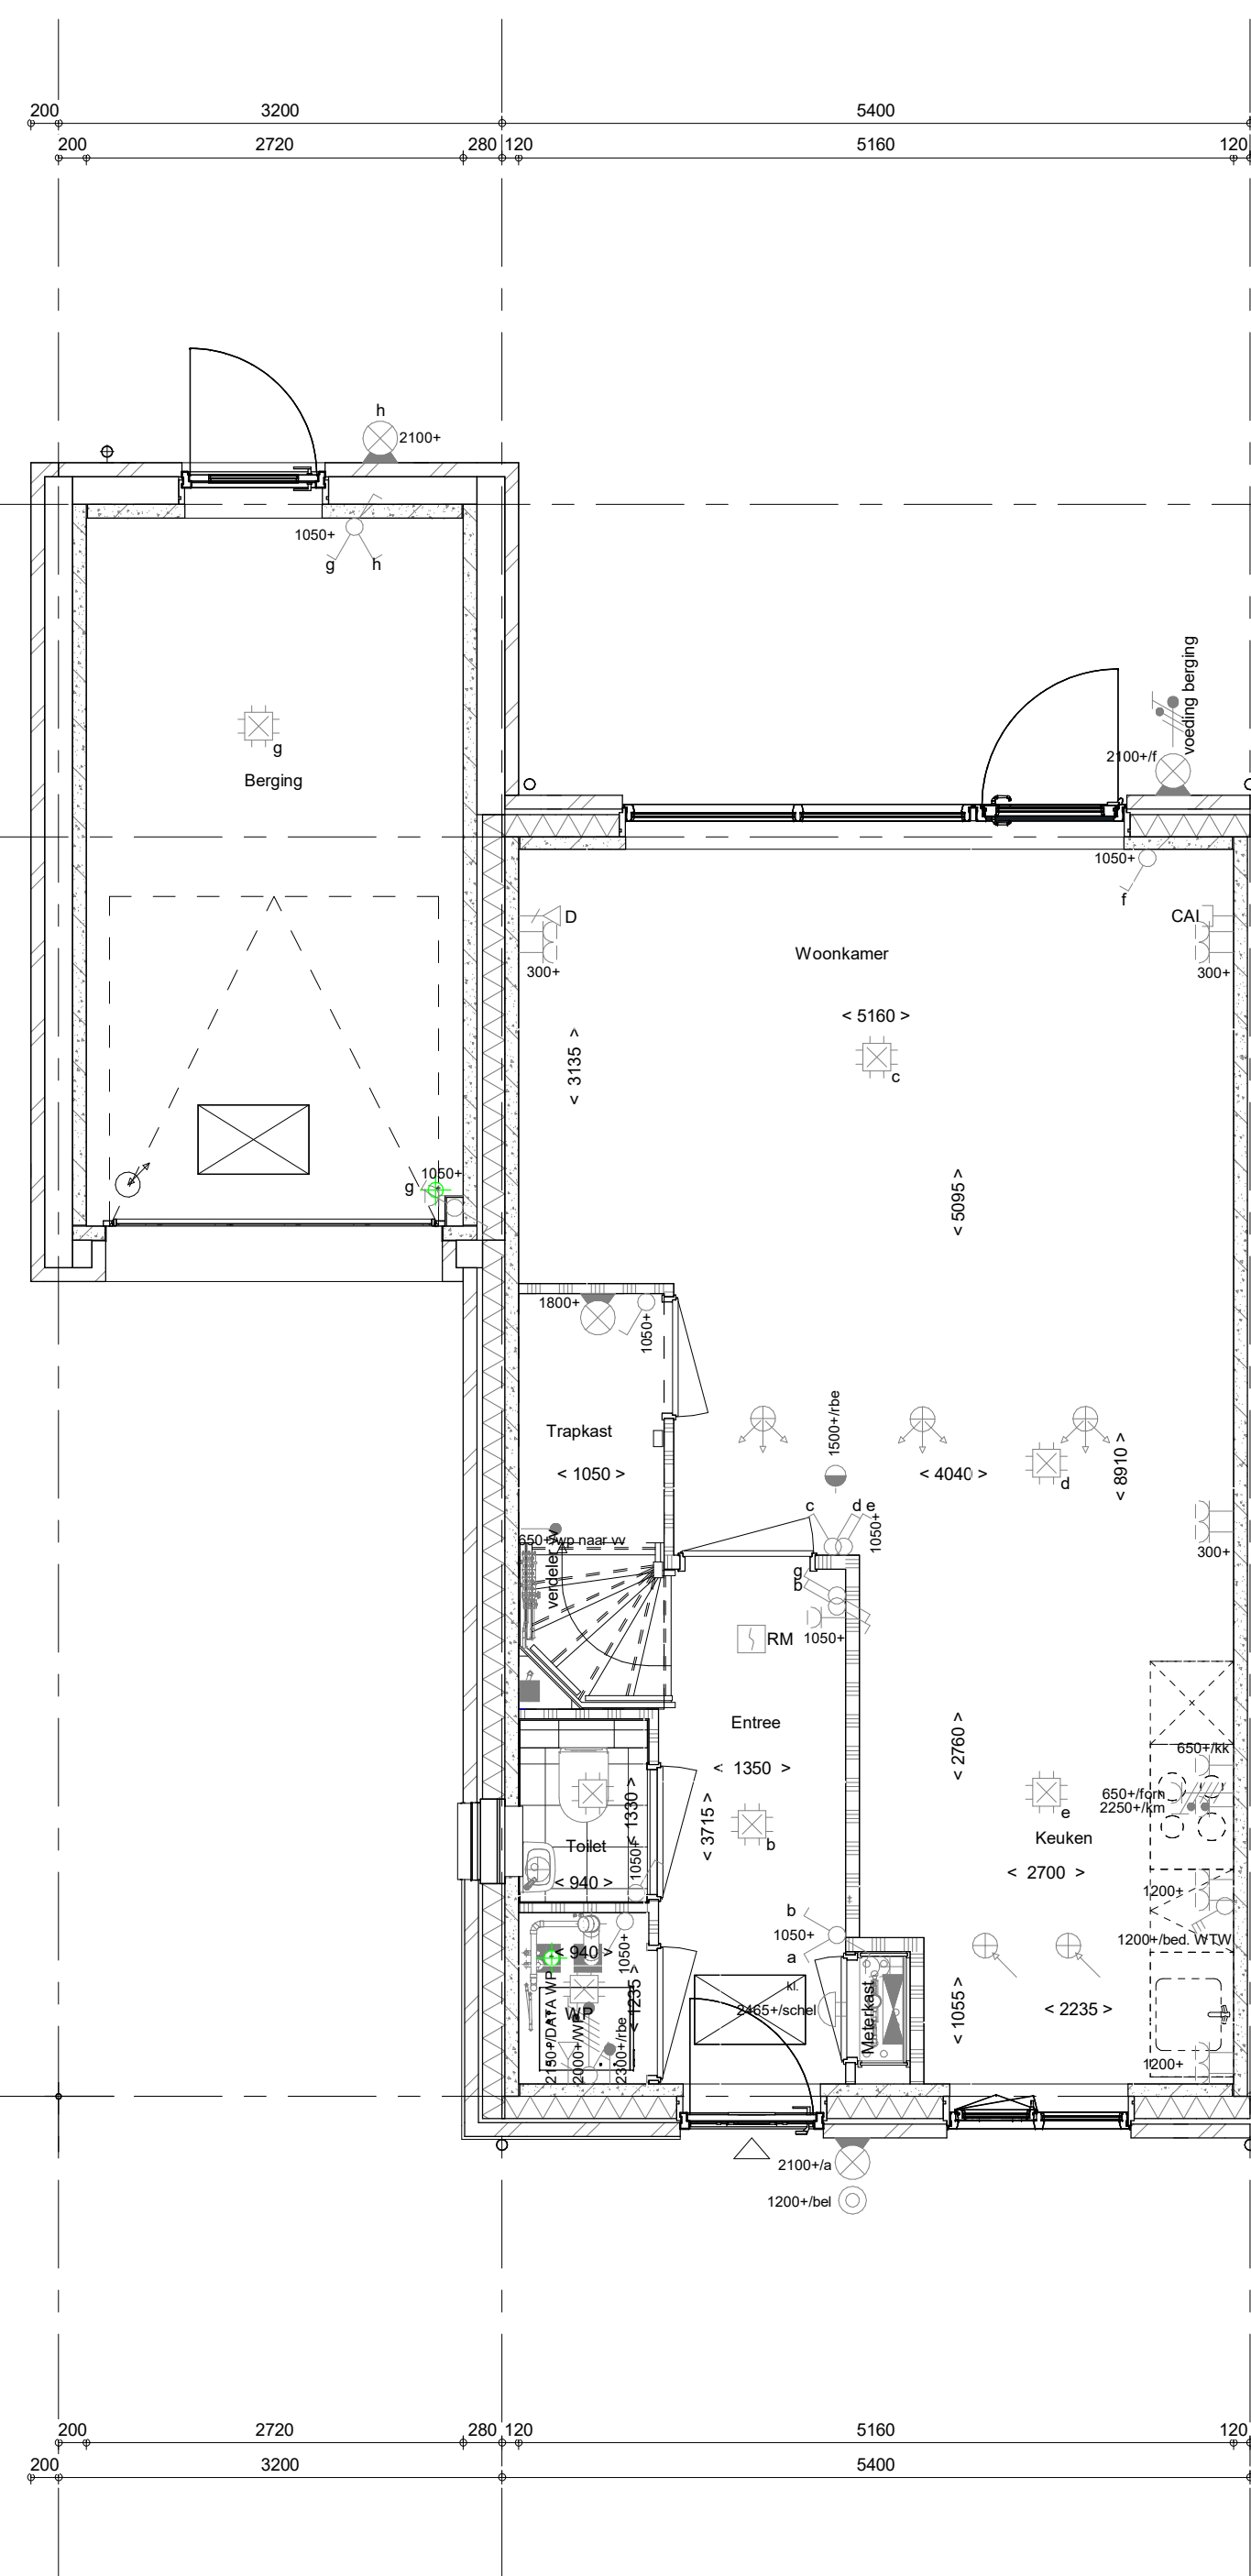 200 3200 5400
200 2720 280 120 5160 120
h
2100+
1050+
g h
voeding berging
2100+/f
g
Berging
1050+
f
D
CAI
Woonkamer
300+
300+
< 5160 >
< 3135 >
c
1050+
g
< 5095 >
1800+
1050+
1500+/rbe
Trapkast
< 1050 >
< 4040 >
< 8910 >
d
c d e
1050+
650+/wp naar vv
verdeler vv
300+
g
b
RM
1050+
Entree
< 1350 >
< 2760 >
650+/kk
650+/forn
2250+/km
e
< 1330 >
< 3715 >
b
Keuken
Toilet
1050+
< 940 >
< 2700 >
1200+
b
1050+
a
1200+/bed. WTW
< 940 >
1050+
kl.
2465+/schel
Meterkast
< 1055 >
< 2235 >
WP
< 1235 >
2150+/DATA WP
2000+/WP
2300+/rbe
1200+
2100+/a
1200+/bel
200 2720 280 120 5160 120
200 3200 5400